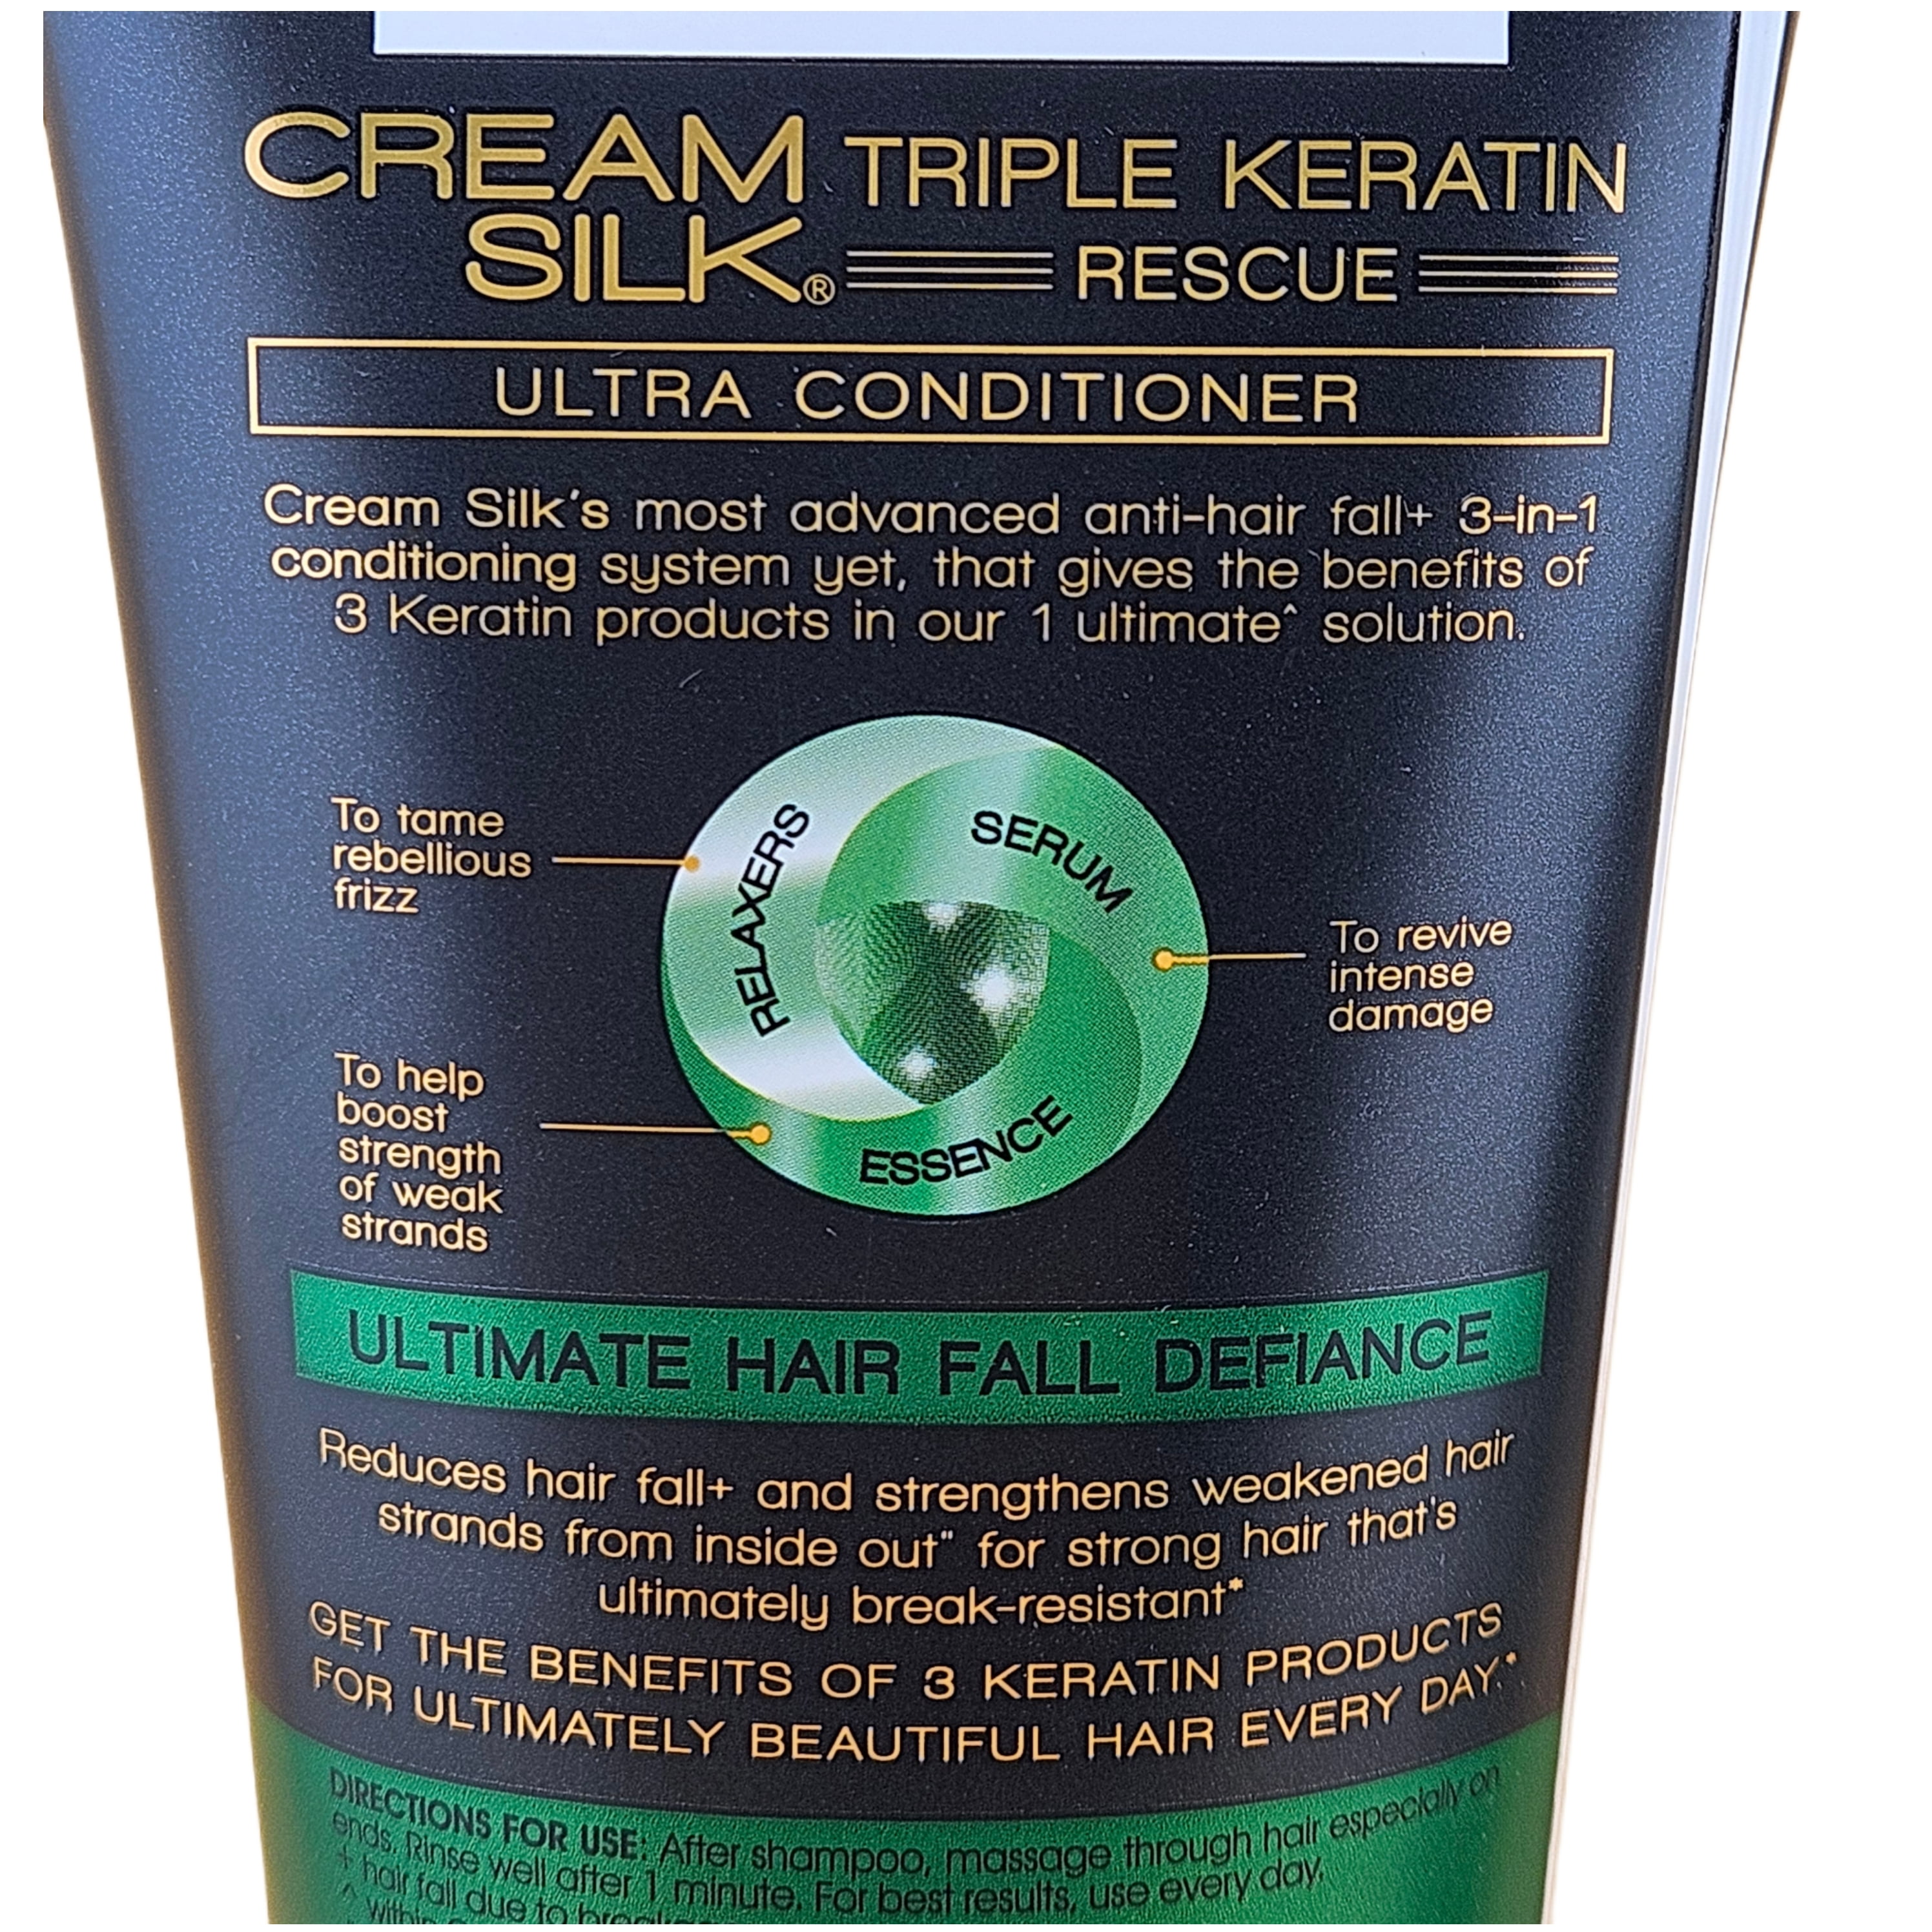 CREAM SILK® TRIPLE KERATIN RESCUE
ULTRA CONDITIONER
Cream Silk's most advanced anti-hair fall+ 3-in-1
conditioning system yet, that gives the benefits of
3 Keratin products in our 1 ultimate^ solution.
To tame
rebellious
frizz
RELAXERS
SERUM
To revive
intense
damage
To help
boost
strength
of weak
strands
ESSENCE
ULTIMATE HAIR FALL DEFIANCE
Reduces hair fall+ and strengthens weakened hair
strands from inside out" for strong hair that's
ultimately break-resistant*
GET THE BENEFITS OF 3 KERATIN PRODUCTS
FOR ULTIMATELY BEAUTIFUL HAIR EVERY DAY.*
DIRECTIONS FOR USE: After shampoo, massage through hair especially on
ends. Rinse well after 1 minute. For best results, use every day.
+ hair fall due to
^